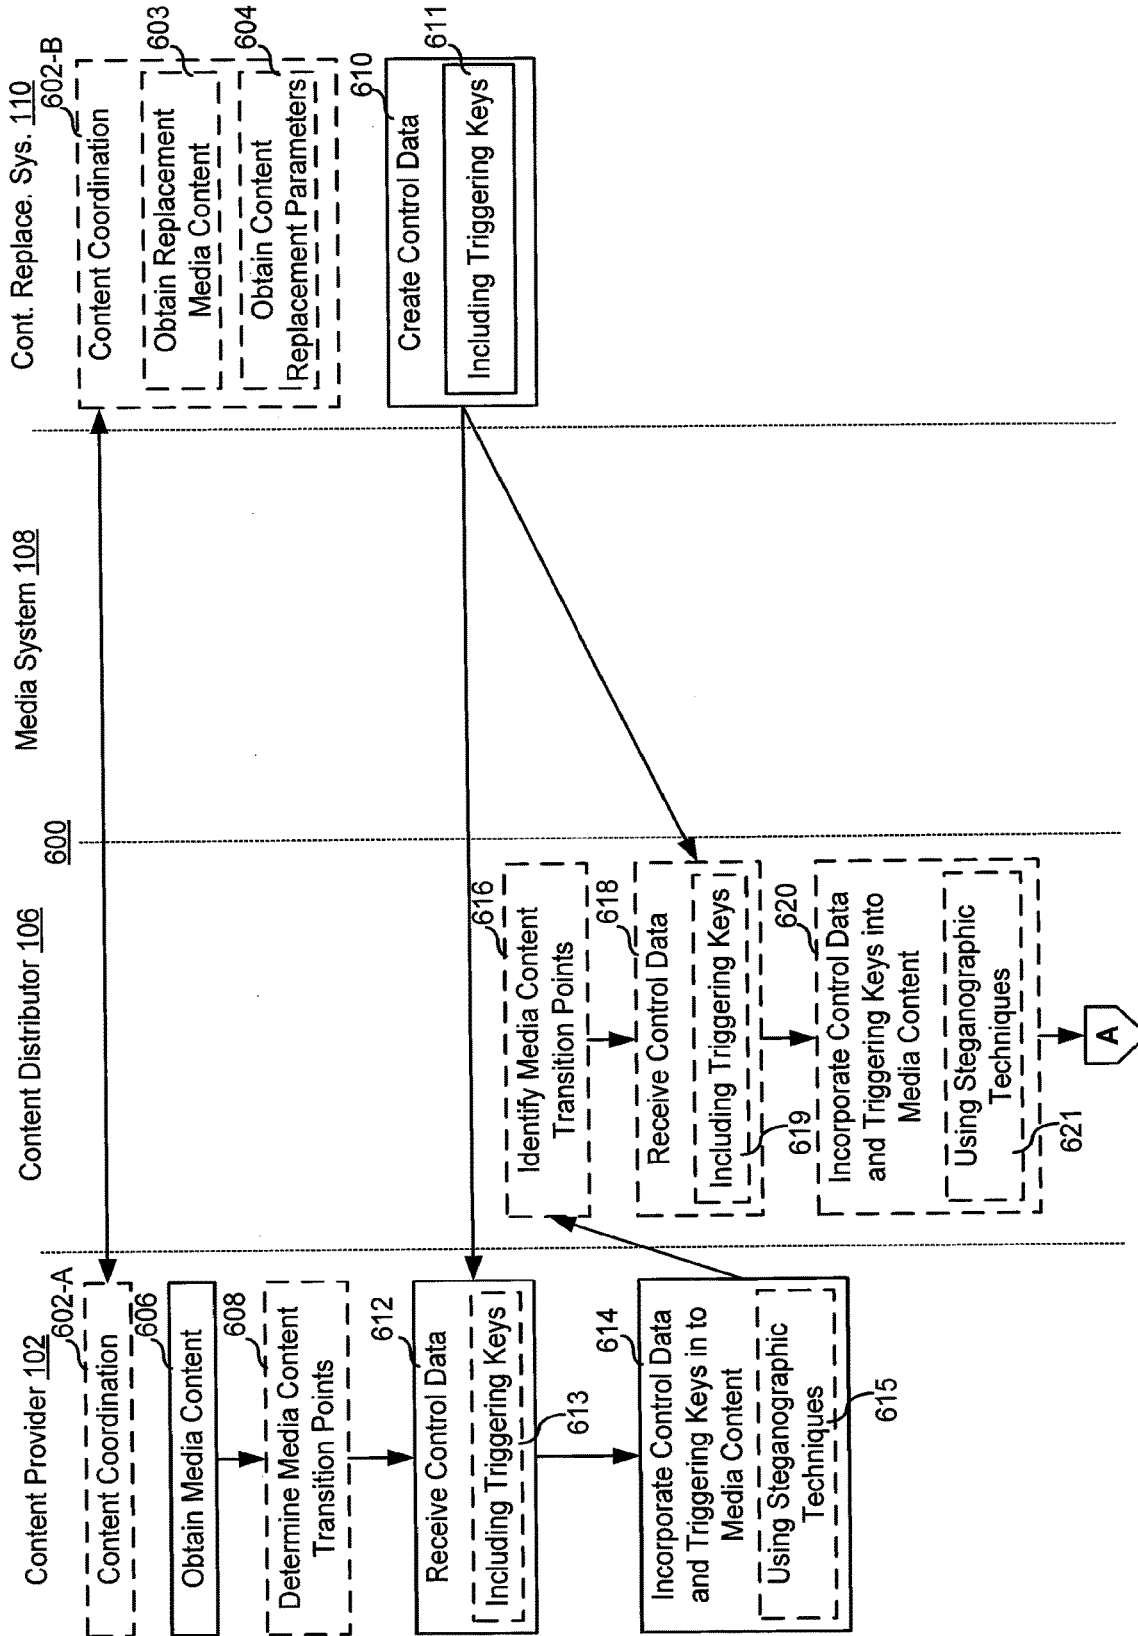 600
Content Provider 102
Content Distributor 106
Media System 108
Cont. Replace. Sys. 110
602-A
Content Coordination
606
Obtain Media Content
608
Determine Media Content
Transition Points
612
Receive Control Data
Including Triggering Keys
613
614
Incorporate Control Data
and Triggering Keys in to
Media Content
Using Steganographic
Techniques
615
616
Identify Media Content
Transition Points
618
Receive Control Data
Including Triggering Keys
619
620
Incorporate Control Data
and Triggering Keys into
Media Content
Using Steganographic
Techniques
621
A
602-B
Content Coordination
603
Obtain Replacement
Media Content
604
Obtain Content
Replacement Parameters
610
Create Control Data
611
Including Triggering Keys